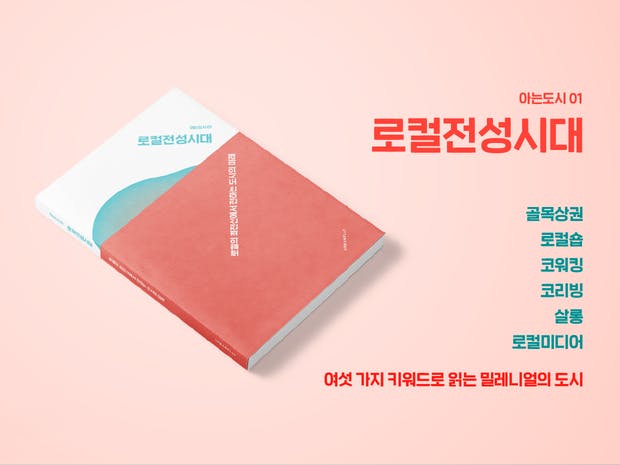 아는도시 01
로컬전성시대
골목상권
로컬숍
코워킹
코리빙
살롱
로컬미디어
여섯 가지 키워드로 읽는 밀레니얼의 도시
로컬전성시대